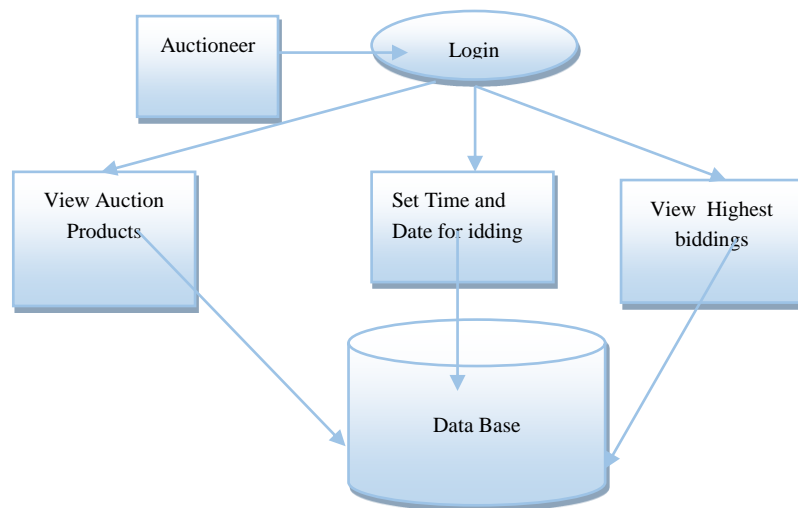 Auctioneer
Login
View Auction
Products
Set Time and
Date for idding
View  Highest
biddings
Data Base